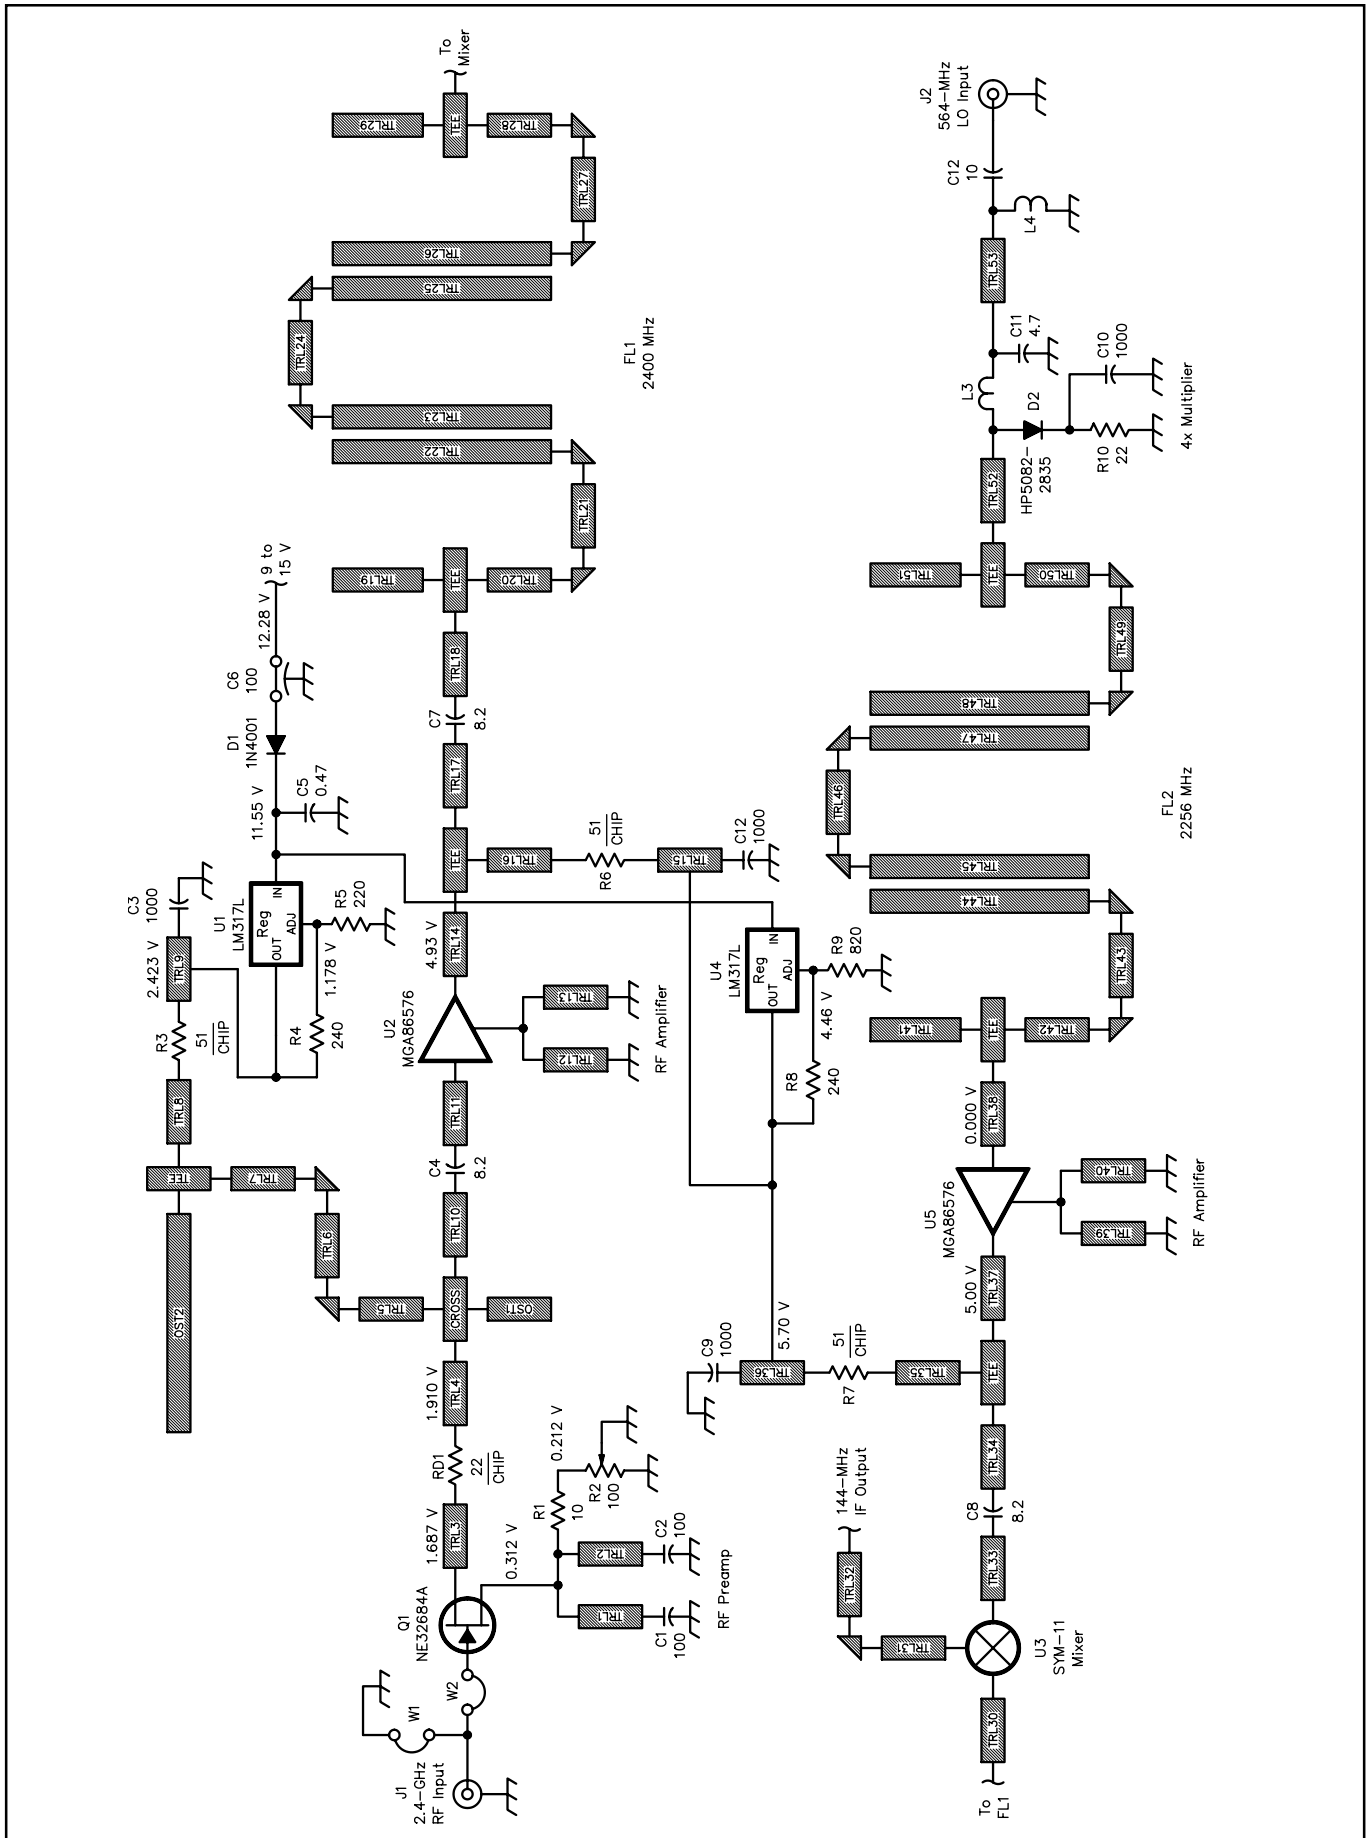 J1
2.4-GHz
RF Input
W1
W2
Q1
NE32684A
1.687 V
TRL3
RD1
22
CHIP
1.910 V
TRL4
0.312 V
R1
10
0.212 V
R2
100
TRL1
TRL2
C1
100
C2
100
RF Preamp
CROSS
TRL5
OST1
TRL6
TRL7
TEE
OST2
TRL8
R3
51
CHIP
2.423 V
TRL9
C3
1000
TRL10
C4
8.2
TRL11
U2
MGA86576
TRL12
TRL13
RF Amplifier
R4
240
1.178 V
U1
LM317L
Reg
OUT
IN
ADJ
R5
220
11.55 V
C5
0.47
D1
1N4001
C6
100
12.28 V
9 to
15 V
4.93 V
TRL14
TEE
TRL16
51
CHIP
R6
TRL15
C12
1000
TRL17
C7
8.2
TRL18
TEE
TRL19
TRL20
TRL21
TRL22
TRL23
TRL24
TRL25
TRL26
TRL27
TRL28
TRL29
TEE
To
Mixer
FL1
2400 MHz
To
FL1
TRL30
U3
SYM-11
Mixer
TRL31
TRL32
144-MHz
IF Output
TRL33
C8
8.2
TRL34
TEE
TRL35
51
CHIP
R7
TRL36
C9
1000
5.70 V
5.00 V
TRL37
U5
MGA86576
TRL39
TRL40
RF Amplifier
0.000 V
TRL38
R8
240
4.46 V
U4
LM317L
Reg
OUT
IN
ADJ
R9
820
TEE
TRL41
TRL42
TRL43
TRL44
TRL45
TRL46
TRL47
TRL48
TRL49
TRL50
TRL51
TEE
FL2
2256 MHz
TRL52
HP5082-
2835
D2
L3
R10
22
C11
4.7
C10
1000
4x Multiplier
TRL53
L4
C12
10
J2
564-MHz
LO Input